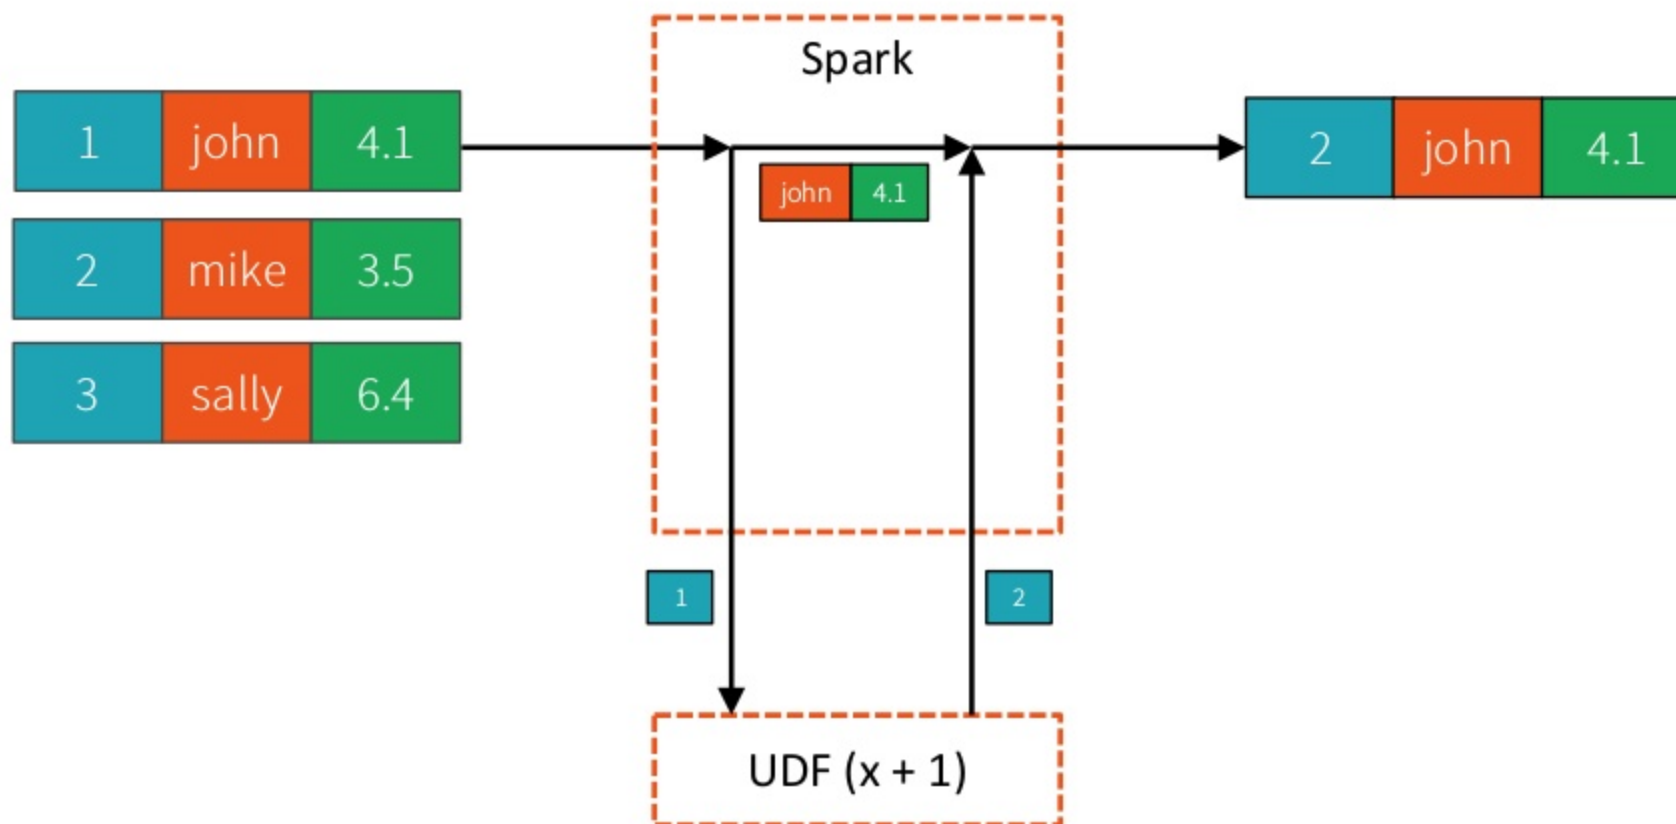 Spark
1 john 4.1
john 4.1
2 john 4.1
2 mike 3.5
3 sally 6.4
1
2
UDF (x + 1)